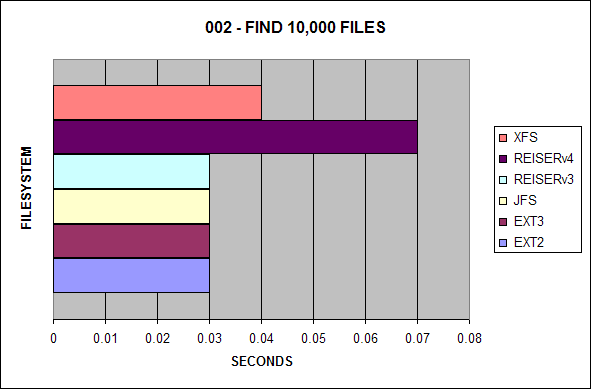 002 - FIND 10,000 FILES
FILESYSTEM
XFS
REISERv4
REISERv3
JFS
EXT3
EXT2
0 0.01 0.02 0.03 0.04 0.05 0.06 0.07 0.08
SECONDS